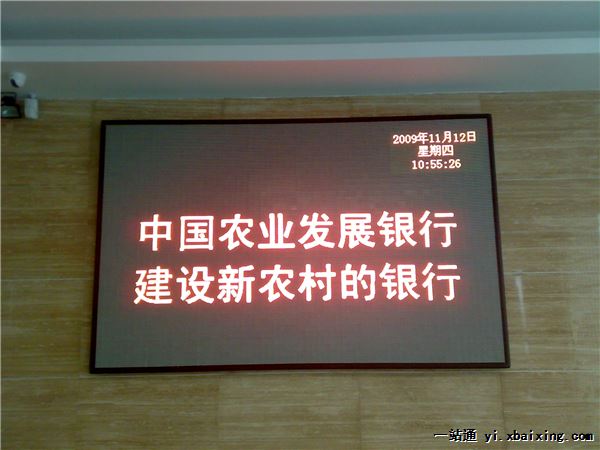 2009年11月12日
星期四
10:55:26
中国农业发展银行
建设新农村的银行
一站通 yi.xbaixing.com